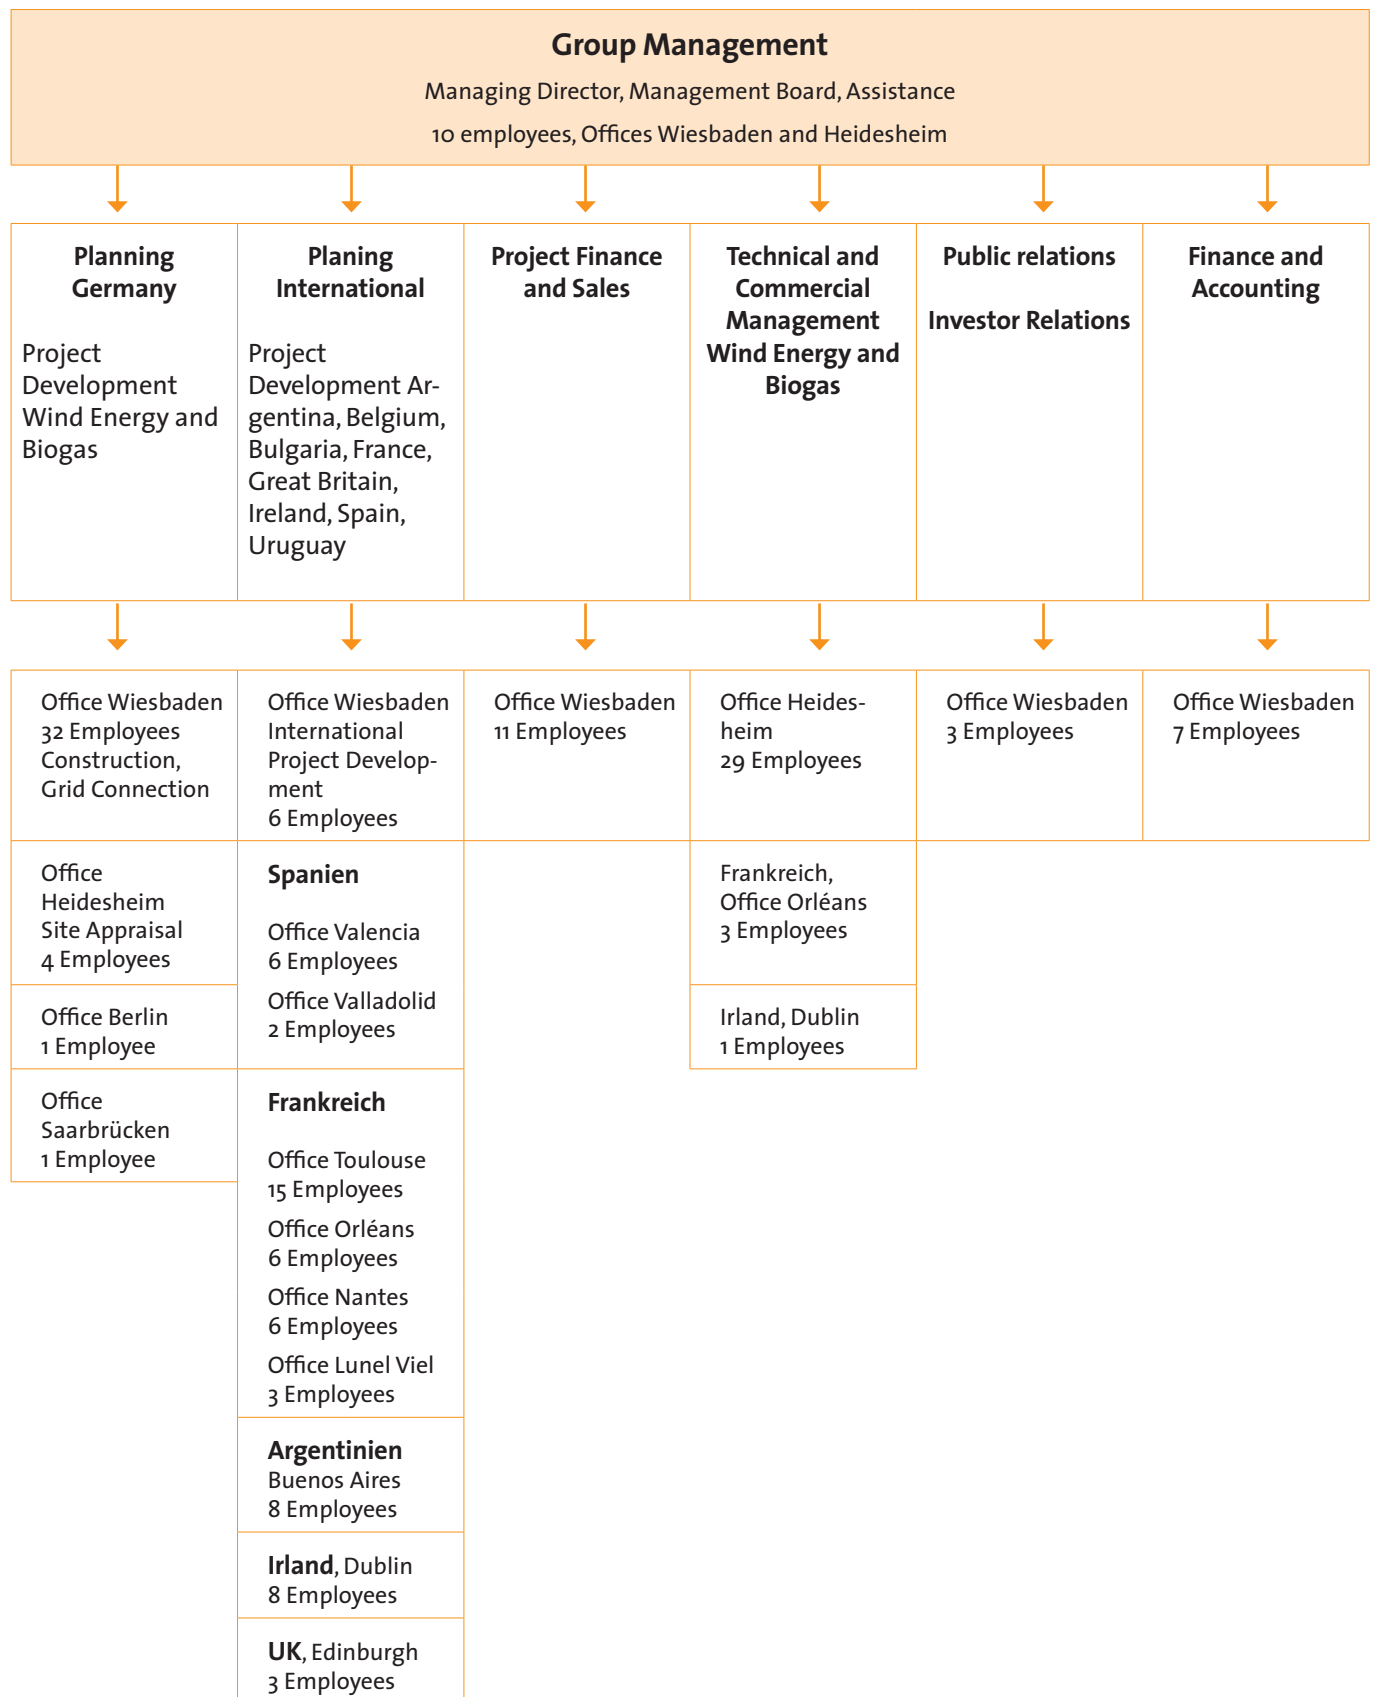 Group Management
Managing Director, Management Board, Assistance
10 employees, Offices Wiesbaden and Heidesheim
Planning
Germany
Project
Development
Wind Energy and
Biogas
Planing
International
Project
Development Ar-
gentina, Belgium,
Bulgaria, France,
Great Britain,
Ireland, Spain,
Uruguay
Project Finance
and Sales
Technical and
Commercial
Management
Wind Energy and
Biogas
Public relations
Investor Relations
Finance and
Accounting
Office Wiesbaden
32 Employees
Construction,
Grid Connection
Office
Heidesheim
Site Appraisal
4 Employees
Office Berlin
1 Employee
Office
Saarbrücken
1 Employee
Office Wiesbaden
International
Project Develop-
ment
6 Employees
Spanien
Office Valencia
6 Employees
Office Valladolid
2 Employees
Frankreich
Office Toulouse
15 Employees
Office Orléans
6 Employees
Office Nantes
6 Employees
Office Lunel Viel
3 Employees
Argentinien
Buenos Aires
8 Employees
Irland, Dublin
8 Employees
UK, Edinburgh
3 Employees
Office Wiesbaden
11 Employees
Office Heides-
heim
29 Employees
Frankreich,
Office Orléans
3 Employees
Irland, Dublin
1 Employees
Office Wiesbaden
3 Employees
Office Wiesbaden
7 Employees